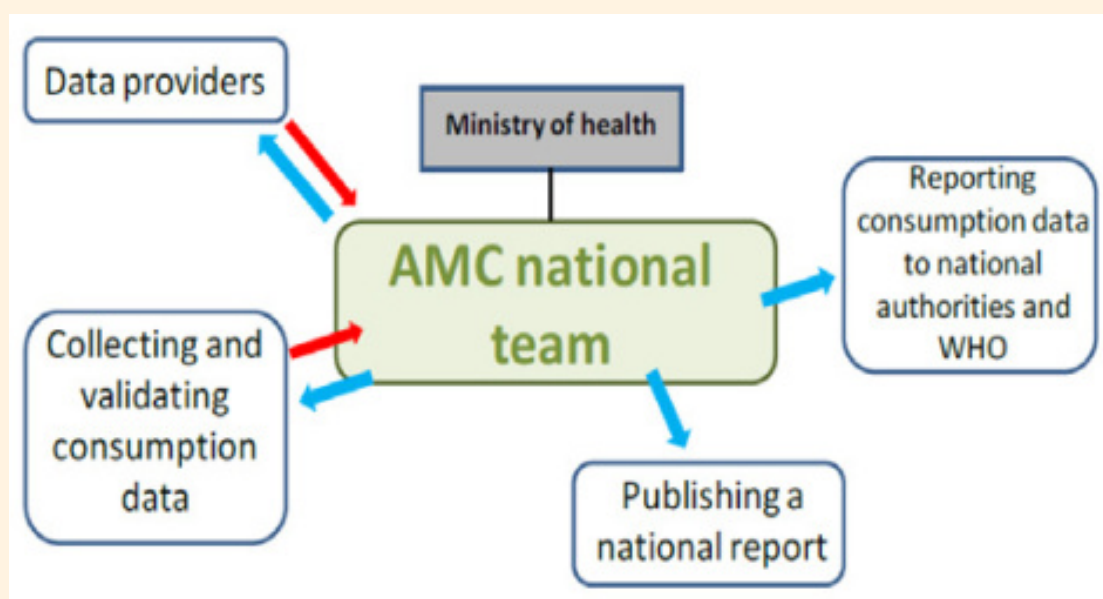 Data providers
Ministry of health
AMC national
team
Reporting
consumption data
to national
authorities and
WHO
Collecting and
validating
consumption
data
Publishing a
national report